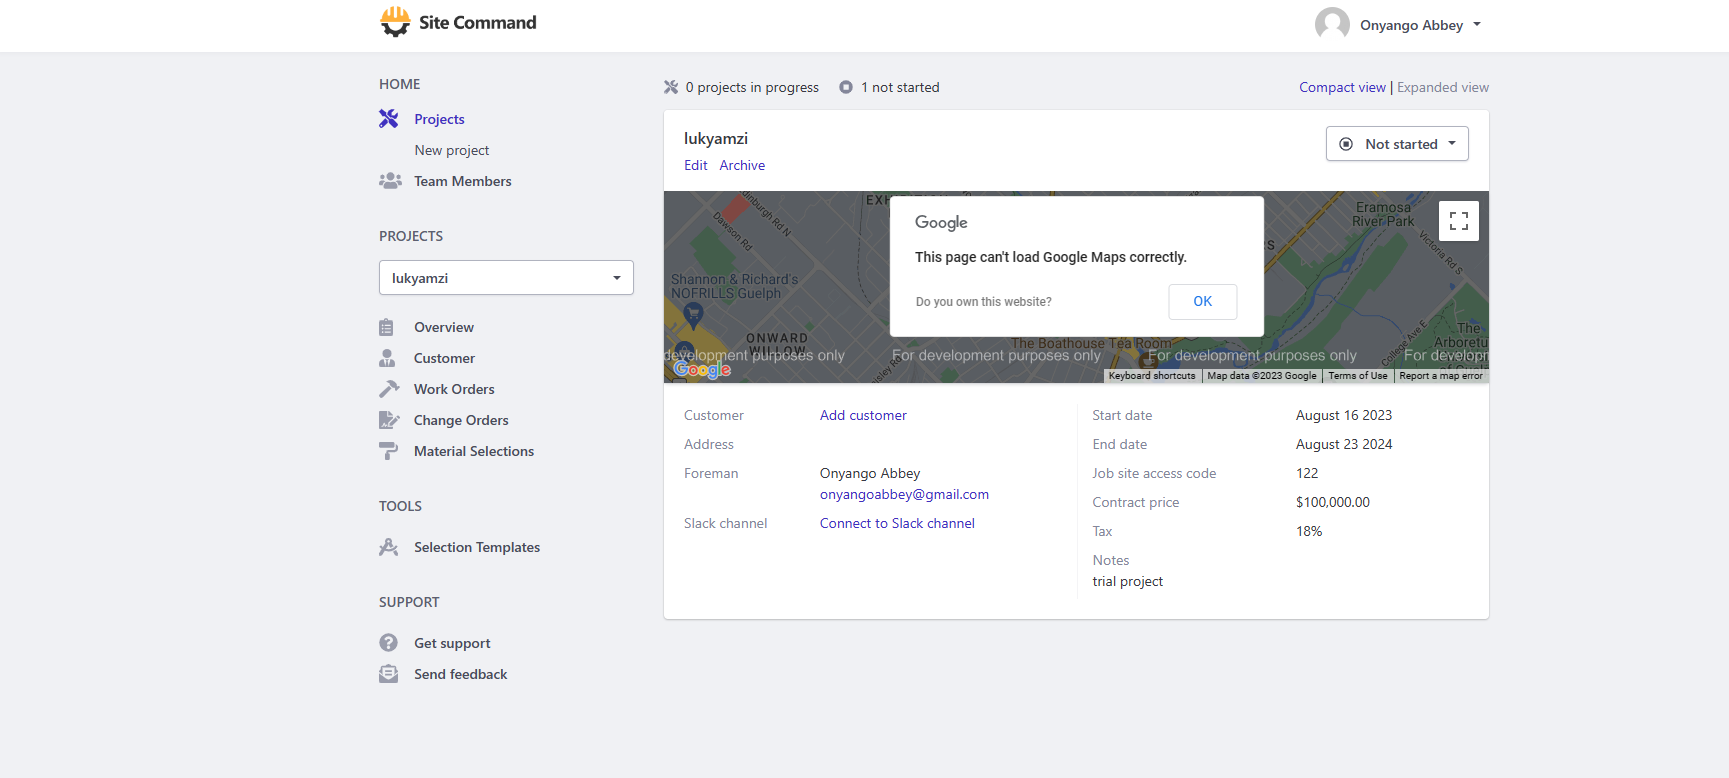 Site Command
Onyango Abbey
HOME
Projects
New project
Team Members
PROJECTS
lukyamzi
Overview
Customer
Work Orders
Change Orders
Material Selections
TOOLS
Selection Templates
SUPPORT
Get support
Send feedback
0 projects in progress
1 not started
Compact view | Expanded view
lukyamzi
Edit Archive
Not started
Dawson Rd
Shannon & Richard's
NOFRILLS Guelph
ONWARD
WILLOW
Eramosa
River Park
Victoria Rd S
College Ave E
The
Arboretu
The Boathouse Tea Room
Google
This page can't load Google Maps correctly.
Do you own this website?
OK
development purposes only
For development purposes only
For development purposes only
For developm
Google
Keyboard shortcuts
Map data ©2023 Google
Terms of Use
Report a map error
Customer
Add customer
Address
Foreman
Onyango Abbey
onyangoabbey@gmail.com
Slack channel
Connect to Slack channel
Start date
August 16 2023
End date
August 23 2024
Job site access code
122
Contract price
$100,000.00
Tax
18%
Notes
trial project